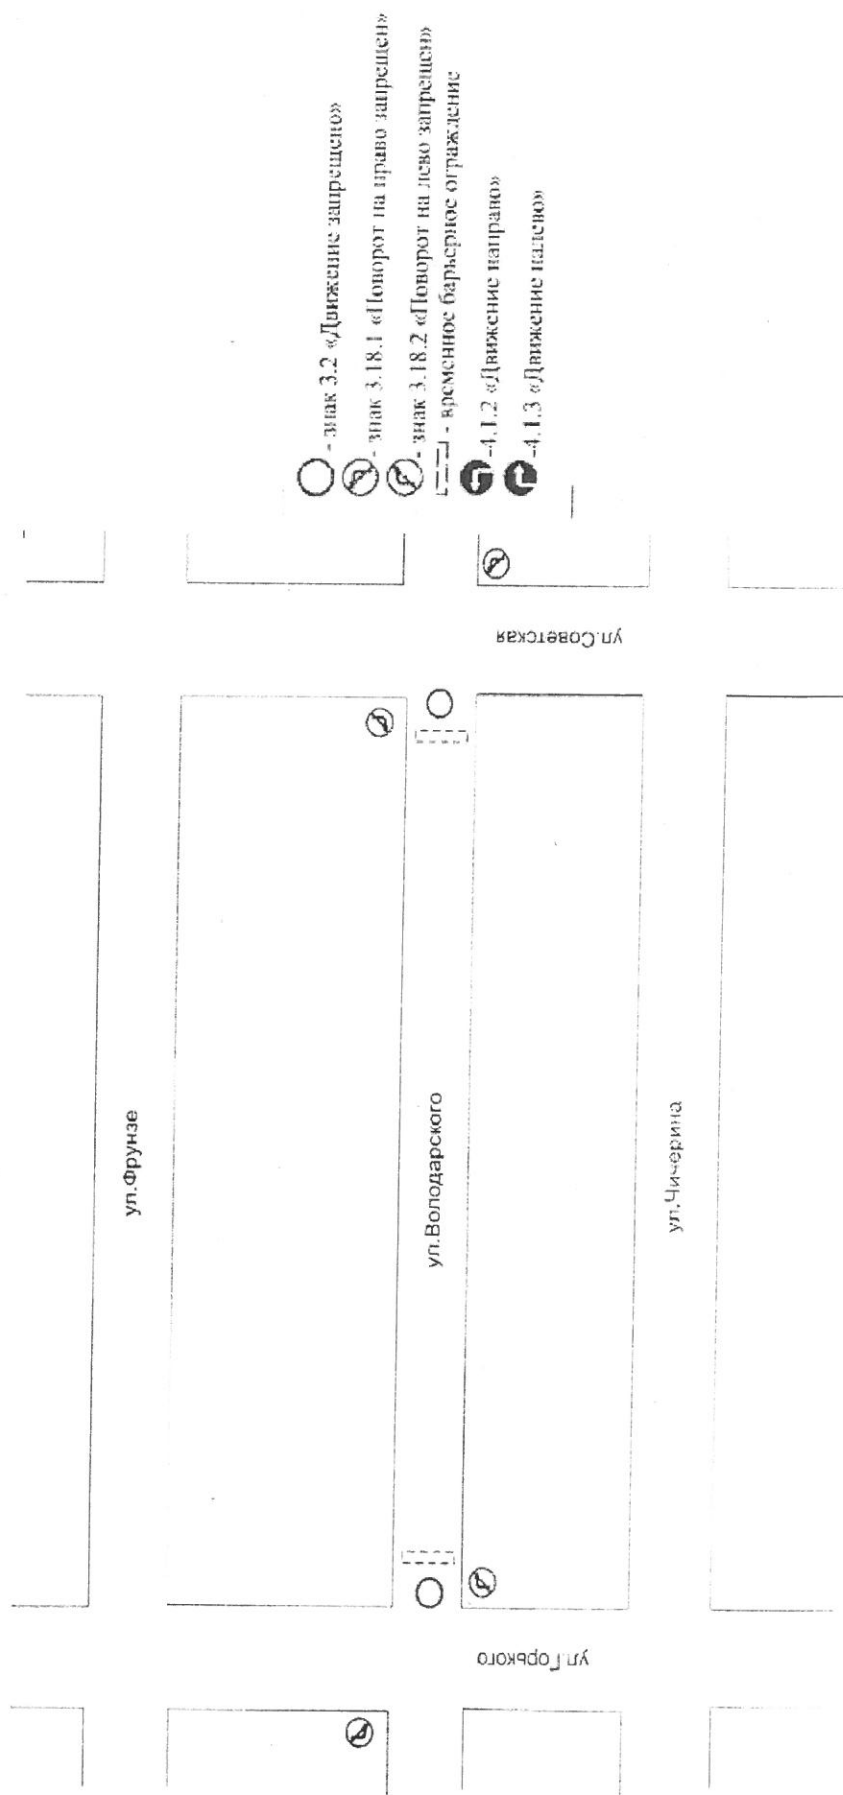 - знак 3.2 «Движение запрещено»
- знак 3.18.1 «Поворот на право запрещен»
- знак 3.18.2 «Поворот на лево запрещен»
- временное барьерное ограждение
-4.1.2 «Движение направо»
-4.1.3 «Движение налево»
ул.Советская
ул.Фрунзе
ул.Володарского
ул.Чичерина
ул.Горького